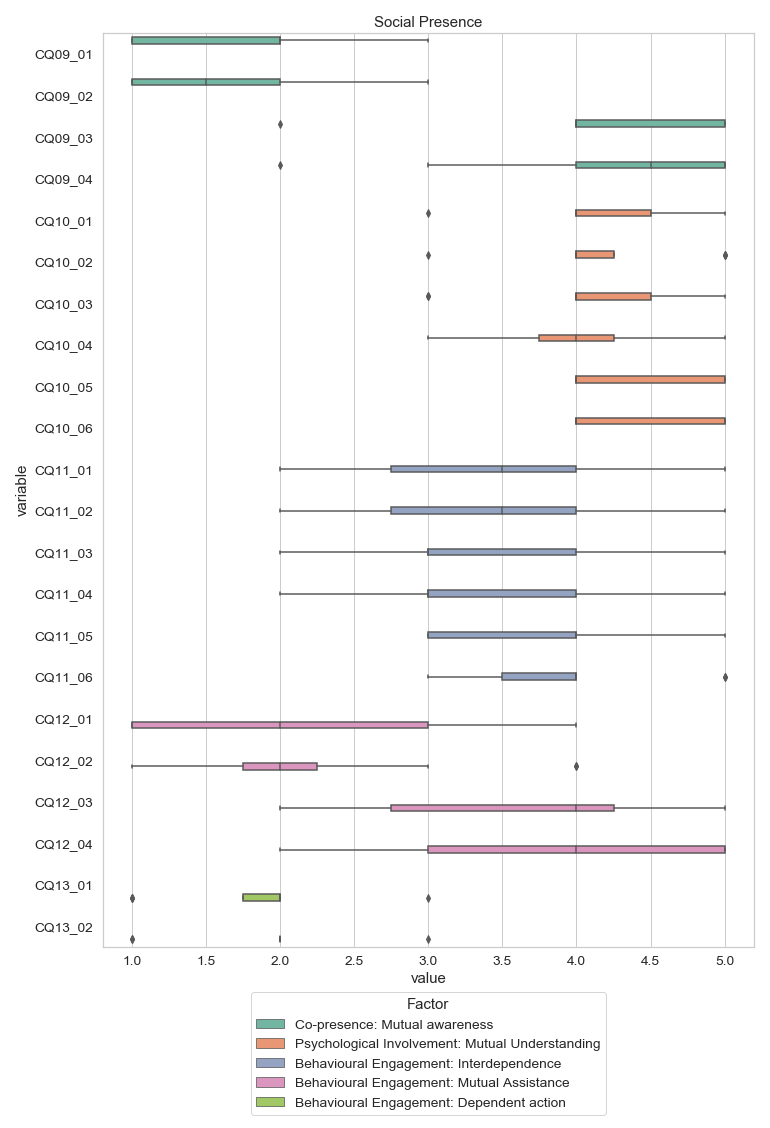 Social Presence
CQ09_01
CQ09_02
CQ09_03
CQ09_04
CQ10_01
CQ10_02
CQ10_03
CQ10_04
CQ10_05
CQ10_06
CQ11_01
CQ11_02
CQ11_03
CQ11_04
CQ11_05
CQ11_06
CQ12_01
CQ12_02
CQ12_03
CQ12_04
CQ13_01
CQ13_02
variable
1.0 1.5 2.0 2.5 3.0 3.5 4.0 4.5 5.0
value
Factor
Co-presence: Mutual awareness
Psychological Involvement: Mutual Understanding
Behavioural Engagement: Interdependence
Behavioural Engagement: Mutual Assistance
Behavioural Engagement: Dependent action